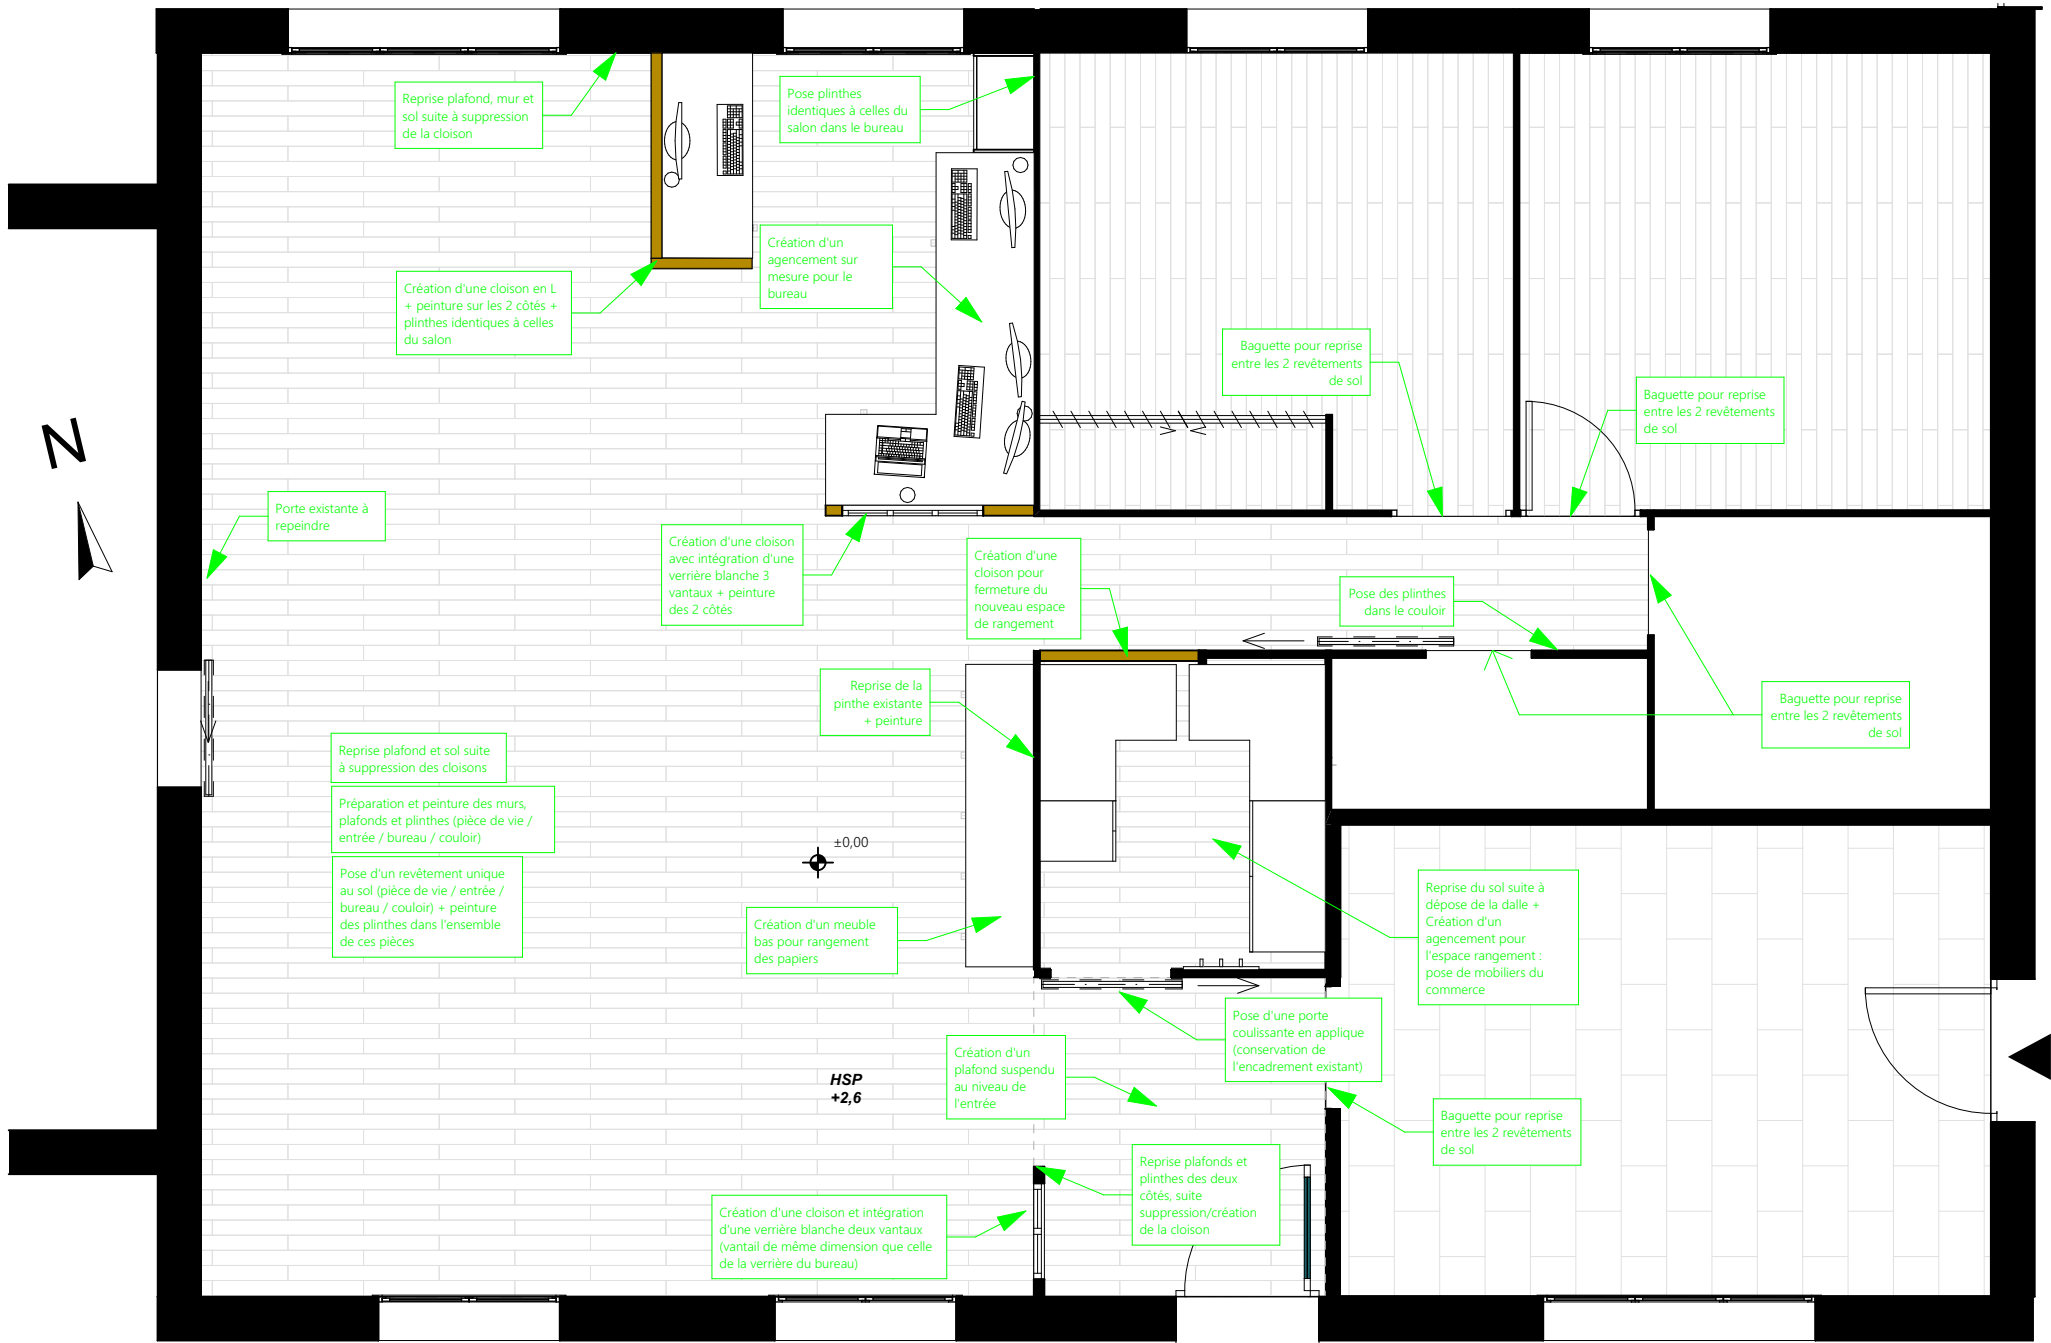 Reprise plafond, mur et
sol suite à suppression
de la cloison
Pose plinthes
identiques à celles du
salon dans le bureau
Création d'un
agencement sur
mesure pour le
bureau
Création d'une cloison en L
+ peinture sur les 2 côtés +
plinthes identiques à celles
du salon
Baguette pour reprise
entre les 2 revêtements
de sol
Baguette pour reprise
entre les 2 revêtements
de sol
N
Porte existante à
repeindre
Création d'une cloison
avec intégration d'une
verrière blanche 3
vantaux + peinture
des 2 côtés
Création d'une
cloison pour
fermeture du
nouveau espace
de rangement
Pose des plinthes
dans le couloir
Reprise de la
pinthe existante
+ peinture
Baguette pour reprise
entre les 2 revêtements
de sol
Reprise plafond et sol suite
à suppression des cloisons
Préparation et peinture des murs,
plafonds et plinthes (pièce de vie /
entrée / bureau / couloir)
Pose d'un revêtement unique
au sol (pièce de vie / entrée /
bureau / couloir) + peinture
des plinthes dans l'ensemble
de ces pièces
±0,00
Création d'un meuble
bas pour rangement
des papiers
Reprise du sol suite à
dépose de la dalle +
Création d'un
agencement pour
l'espace rangement :
pose de mobiliers du
commerce
Pose d'une porte
coulissante en applique
(conservation de
l'encadrement existant)
Création d'un
plafond suspendu
au niveau de
l'entrée
HSP
+2,6
Baguette pour reprise
entre les 2 revêtements
de sol
Reprise plafonds et
plinthes des deux
côtés, suite
suppression/création
de la cloison
Création d'une cloison et intégration
d'une verrière blanche deux vantaux
(vantail de même dimension que celle
de la verrière du bureau)